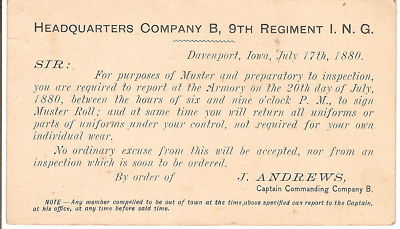 HEADQUARTERS COMPANY B, 9TH REGIMENT I. N. G.
Davenport, Iowa, July 17th, 1880.
SIR:
For purposes of Muster and preparatory to inspection,
you are required to report at the Armory on the 20th day of July,
1880, between the hours of six and nine o'clock P. M., to sign
Muster Roll; and at same time you will return all uniforms or
parts of uniforms under your control, not required for your own
individual wear.
No ordinary excuse from this will be accepted, nor from an
inspection which is soon to be ordered.
By order of J. ANDREWS,
Captain Commanding Company B.
NOTE—Any member compelled to be out of town at the time, above specified can report to the Captain,
at his office, at any time before said time.